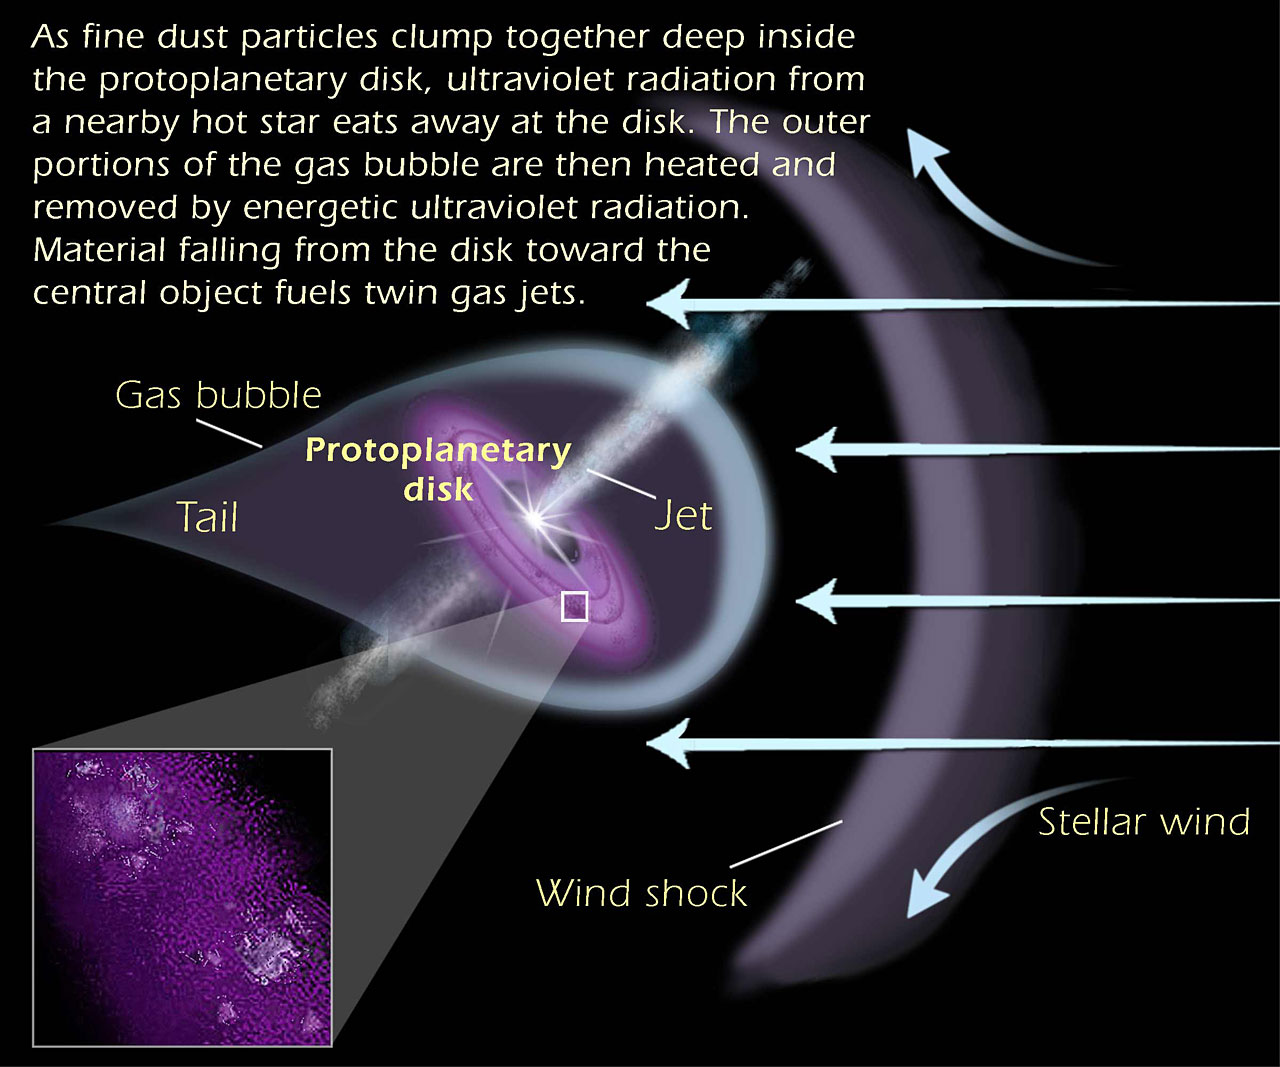 As fine dust particles clump together deep inside
the protoplanetary disk, ultraviolet radiation from
a nearby hot star eats away at the disk. The outer
portions of the gas bubble are then heated and
removed by energetic ultraviolet radiation.
Material falling from the disk toward the
central object fuels twin gas jets.
Gas bubble
Protoplanetary
disk
Tail
Jet
Stellar wind
Wind shock